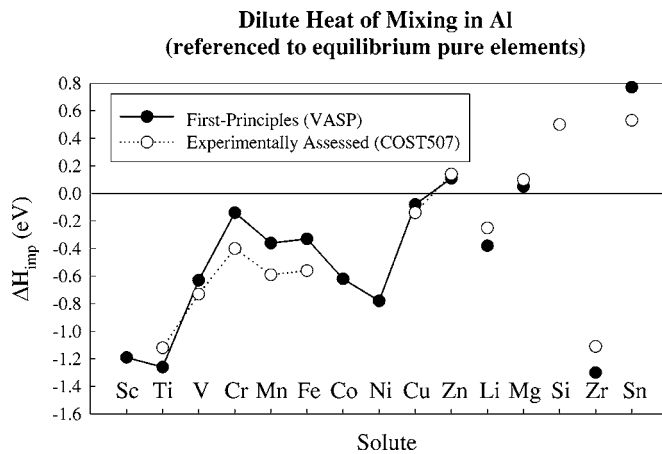 Dilute Heat of Mixing in Al
(referenced to equilibrium pure elements)
0.8
0.6
0.4
0.2
0.0
-0.2
-0.4
-0.6
-0.8
-1.0
-1.2
-1.4
-1.6
ΔH_imp (eV)
First-Principles (VASP)
Experimentally Assessed (COST507)
Sc Ti V Cr Mn Fe Co Ni Cu Zn Li Mg Si Zr Sn
Solute